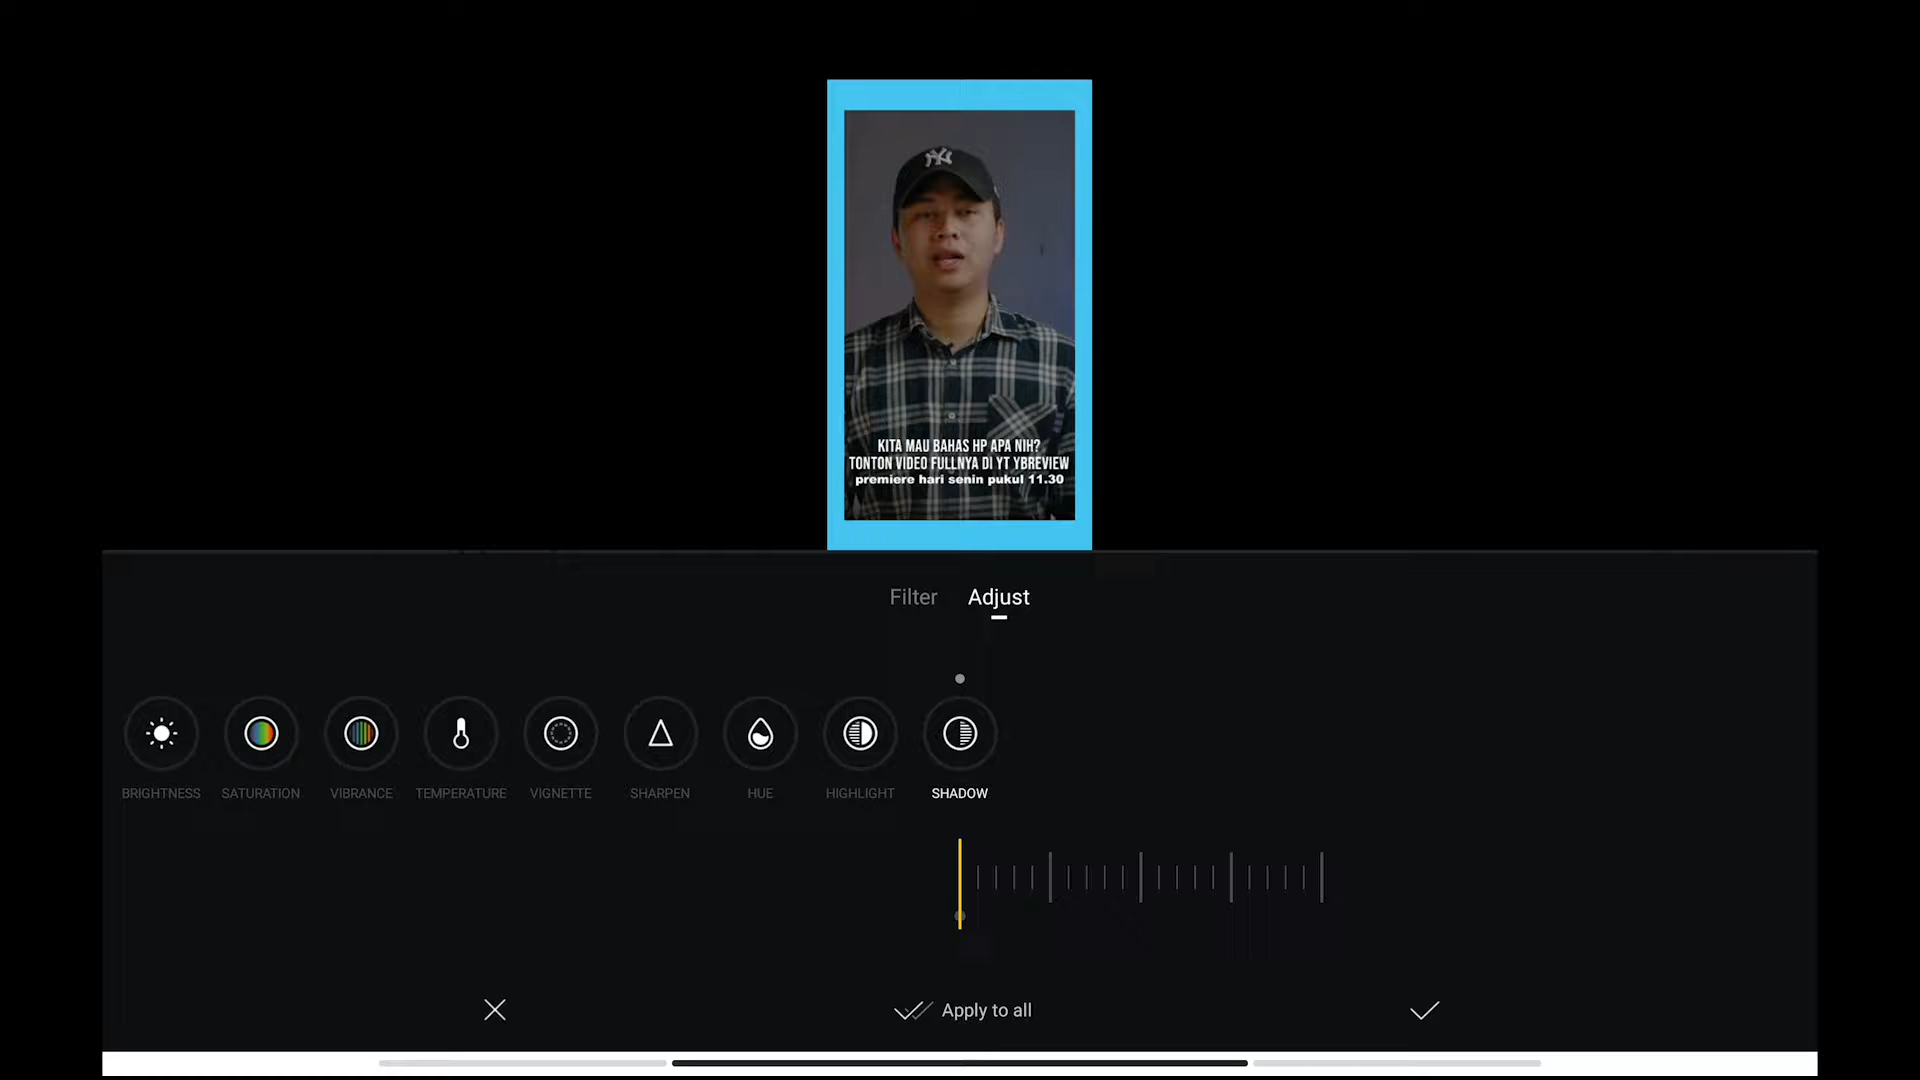 NY
KITA MAU BAHAS HP APA NIH?
TONTON VIDEO FULLNYA DI YT YBREVIEW
premiere hari senin pukul 11.30
Filter Adjust
BRIGHTNESS SATURATION VIBRANCE TEMPERATURE VIGNETTE SHARPEN HUE HIGHLIGHT SHADOW
Apply to all